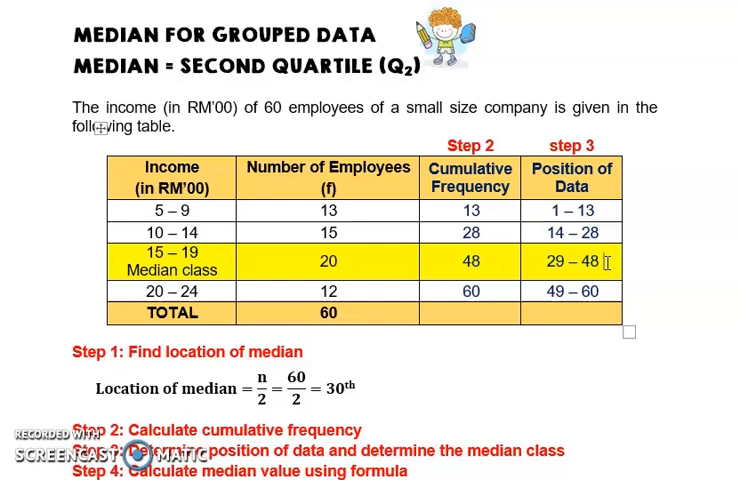 MEDIAN FOR GROUPED DATA
MEDIAN = SECOND QUARTILE (Q₂)
The income (in RM'00) of 60 employees of a small size company is given in the
following table.
Step 2 step 3
Income Number of Employees Cumulative Position of
(in RM'00) (f) Frequency Data
5 – 9 13 13 1 – 13
10 – 14 15 28 14 – 28
15 – 19
Median class 20 48 29 – 48
20 – 24 12 60 49 – 60
TOTAL 60
Step 1: Find location of median
Location of median = n/2 = 60/2 = 30th
Step 2: Calculate cumulative frequency
Step 3: Determine position of data and determine the median class
Step 4: Calculate median value using formula
RECORDED WITH
SCREENCAST MATIC